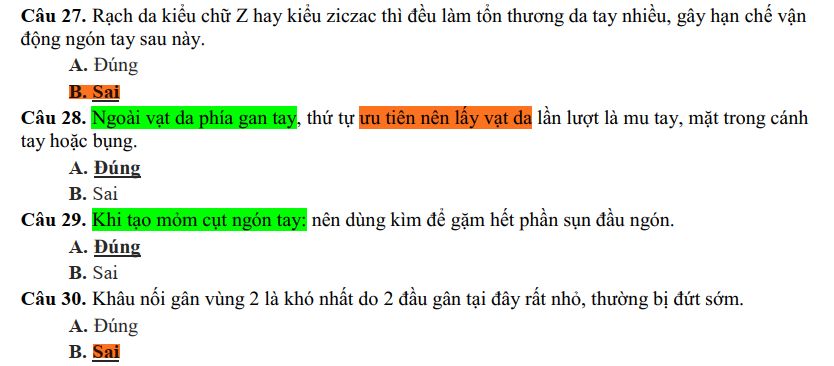 Câu 27. Rạch da kiểu chữ Z hay kiểu ziczac thì đều làm tổn thương da tay nhiều, gây hạn chế vận
động ngón tay sau này.
A. Đúng
B. Sai
Câu 28. Ngoài vạt da phía gan tay, thứ tự ưu tiên nên lấy vạt da lần lượt là mu tay, mặt trong cánh
tay hoặc bụng.
A. Đúng
B. Sai
Câu 29. Khi tạo mỏm cụt ngón tay: nên dùng kìm để gặm hết phần sụn đầu ngón.
A. Đúng
B. Sai
Câu 30. Khâu nối gân vùng 2 là khó nhất do 2 đầu gân tại đây rất nhỏ, thường bị đứt sớm.
A. Đúng
B. Sai